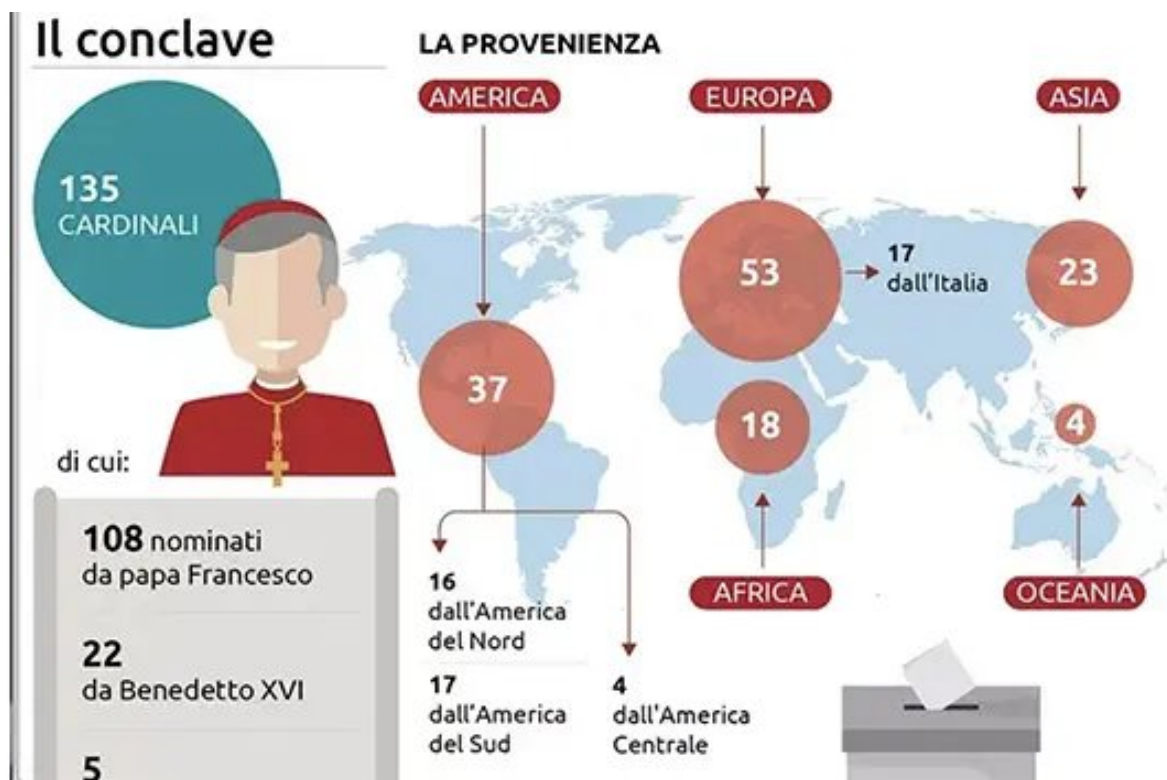 Il conclave
135
CARDINALI
di cui:
108 nominati
da papa Francesco
22
da Benedetto XVI
5
LA PROVENIENZA
AMERICA
EUROPA
ASIA
53
17
dall'Italia
23
37
18
4
AFRICA
OCEANIA
16
dall'America
del Nord
17
dall'America
del Sud
4
dall'America
Centrale